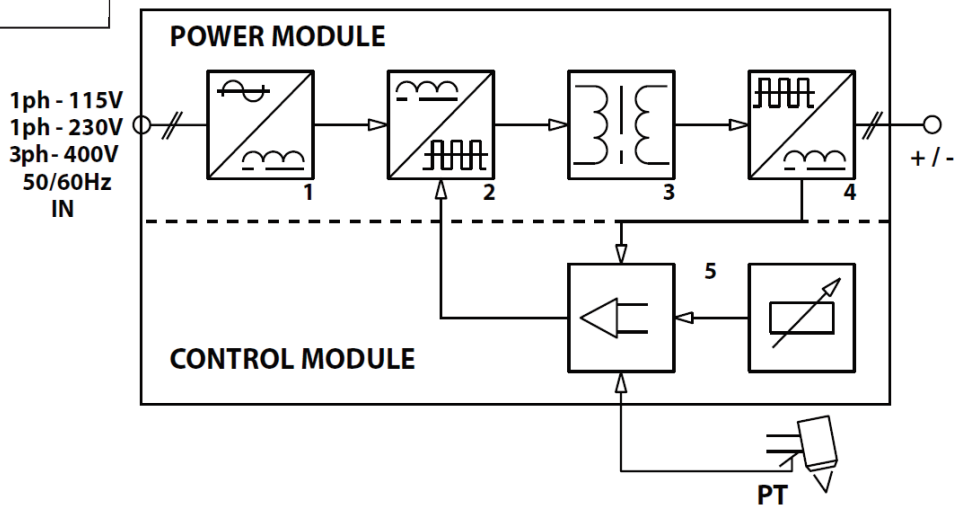 POWER MODULE
1ph - 115V
1ph - 230V
3ph - 400V
50/60Hz
IN
1
2
3
4
+ / -
5
CONTROL MODULE
PT